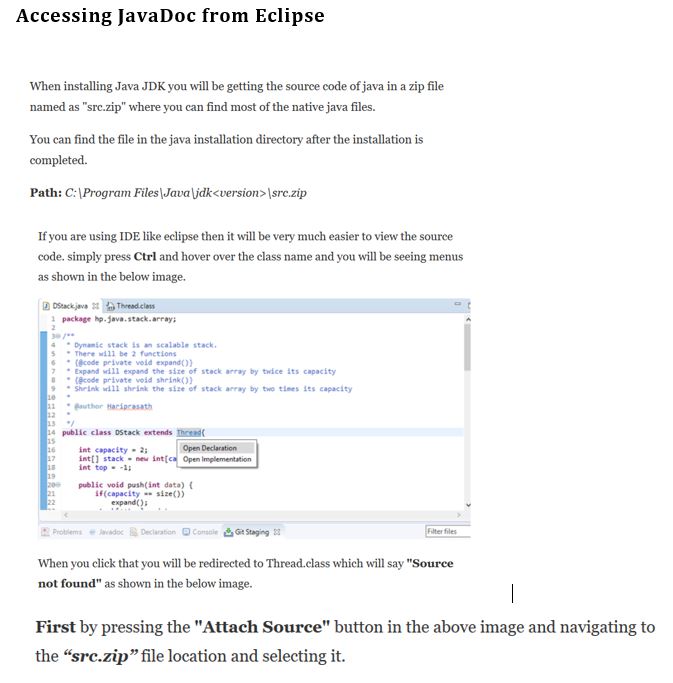 Accessing JavaDoc from Eclipse
When installing Java JDK you will be getting the source code of java in a zip file
named as "src.zip" where you can find most of the native java files.
You can find the file in the java installation directory after the installation is
completed.
Path: C:\Program Files\Java\jdk<version>\src.zip
If you are using IDE like eclipse then it will be very much easier to view the source
code. simply press Ctrl and hover over the class name and you will be seeing menus
as shown in the below image.
DStack.java Thread.class
1 package hp.java.stack.array;
2
3 /**
4 * Dynamic stack is an scalable stack.
5 * There will be 2 functions
6 * {@code private void expand()}
7 * Expand will expand the size of stack array by twice its capacity
8 * {@code private void shrink()}
9 * Shrink will shrink the size of stack array by two times its capacity
10 *
11 * @author Hariprasath
12 *
13 */
14 public class DStack extends Thread{
15
16 int capacity = 2; Open Declaration
17 int[] stack = new int[ca Open Implementation
18 int top = -1;
19
20 public void push(int data) {
21 if(capacity == size())
22 expand();
Problems Javadoc Declaration Console Git Staging Filter files
When you click that you will be redirected to Thread.class which will say "Source
not found" as shown in the below image.
First by pressing the "Attach Source" button in the above image and navigating to
the “src.zip” file location and selecting it.